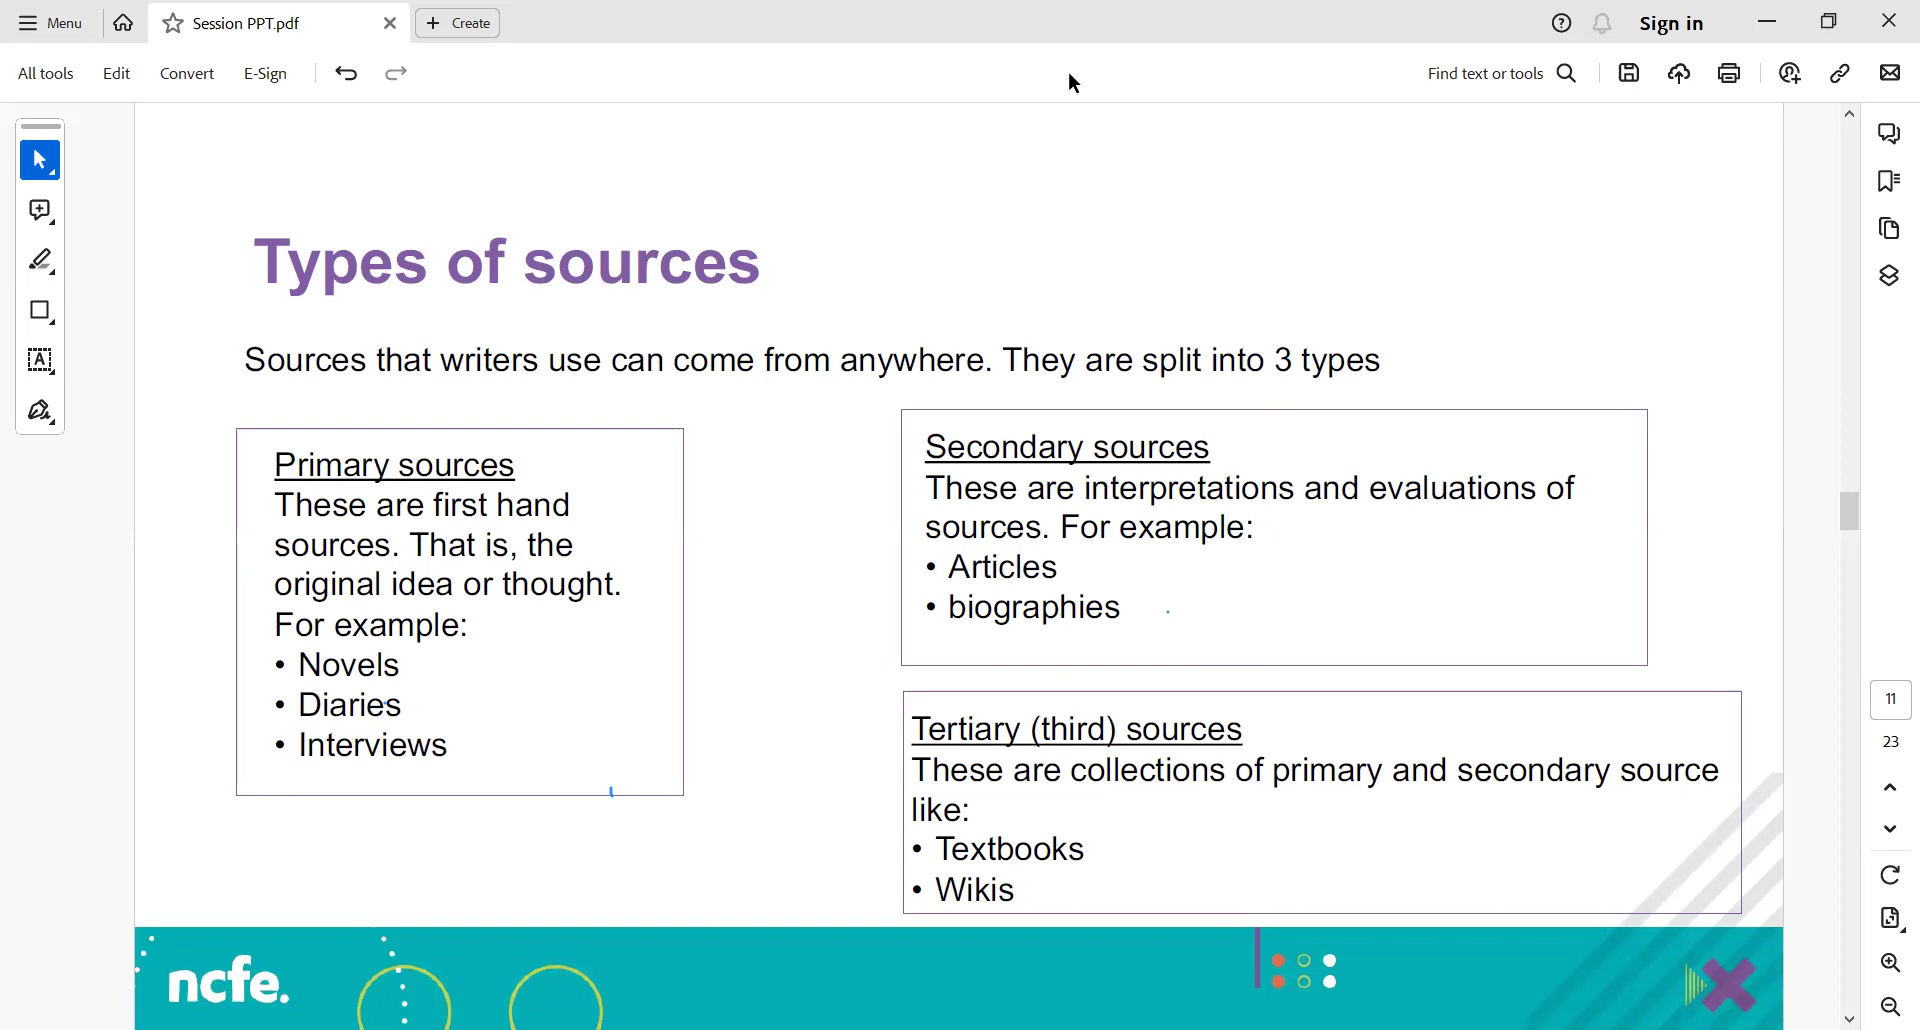 Menu
Session PPT.pdf
Create
Sign in
All tools
Edit
Convert
E-Sign
Find text or tools
Types of sources
Sources that writers use can come from anywhere. They are split into 3 types
Primary sources
These are first hand
sources. That is, the
original idea or thought.
For example:
• Novels
• Diaries
• Interviews
Secondary sources
These are interpretations and evaluations of
sources. For example:
• Articles
• biographies
Tertiary (third) sources
These are collections of primary and secondary source
like:
• Textbooks
• Wikis
11
23
ncfe.